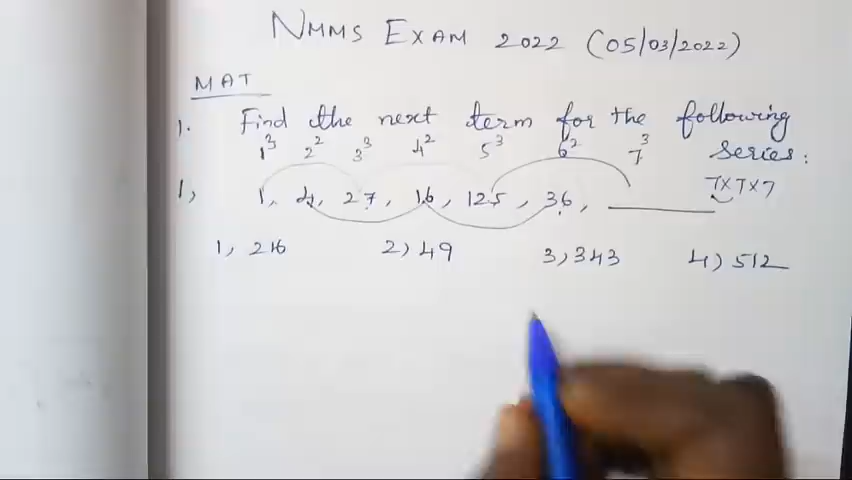 NMMS EXAM 2022 (05/03/2022)
MAT
1. Find the next term for the following
1³ 2² 3³ 4² 5³ 6² 7³ series:
1, 1, 4, 27, 16, 125, 36, ______ 7×7×7
1, 216 2) 49 3, 343 4) 512